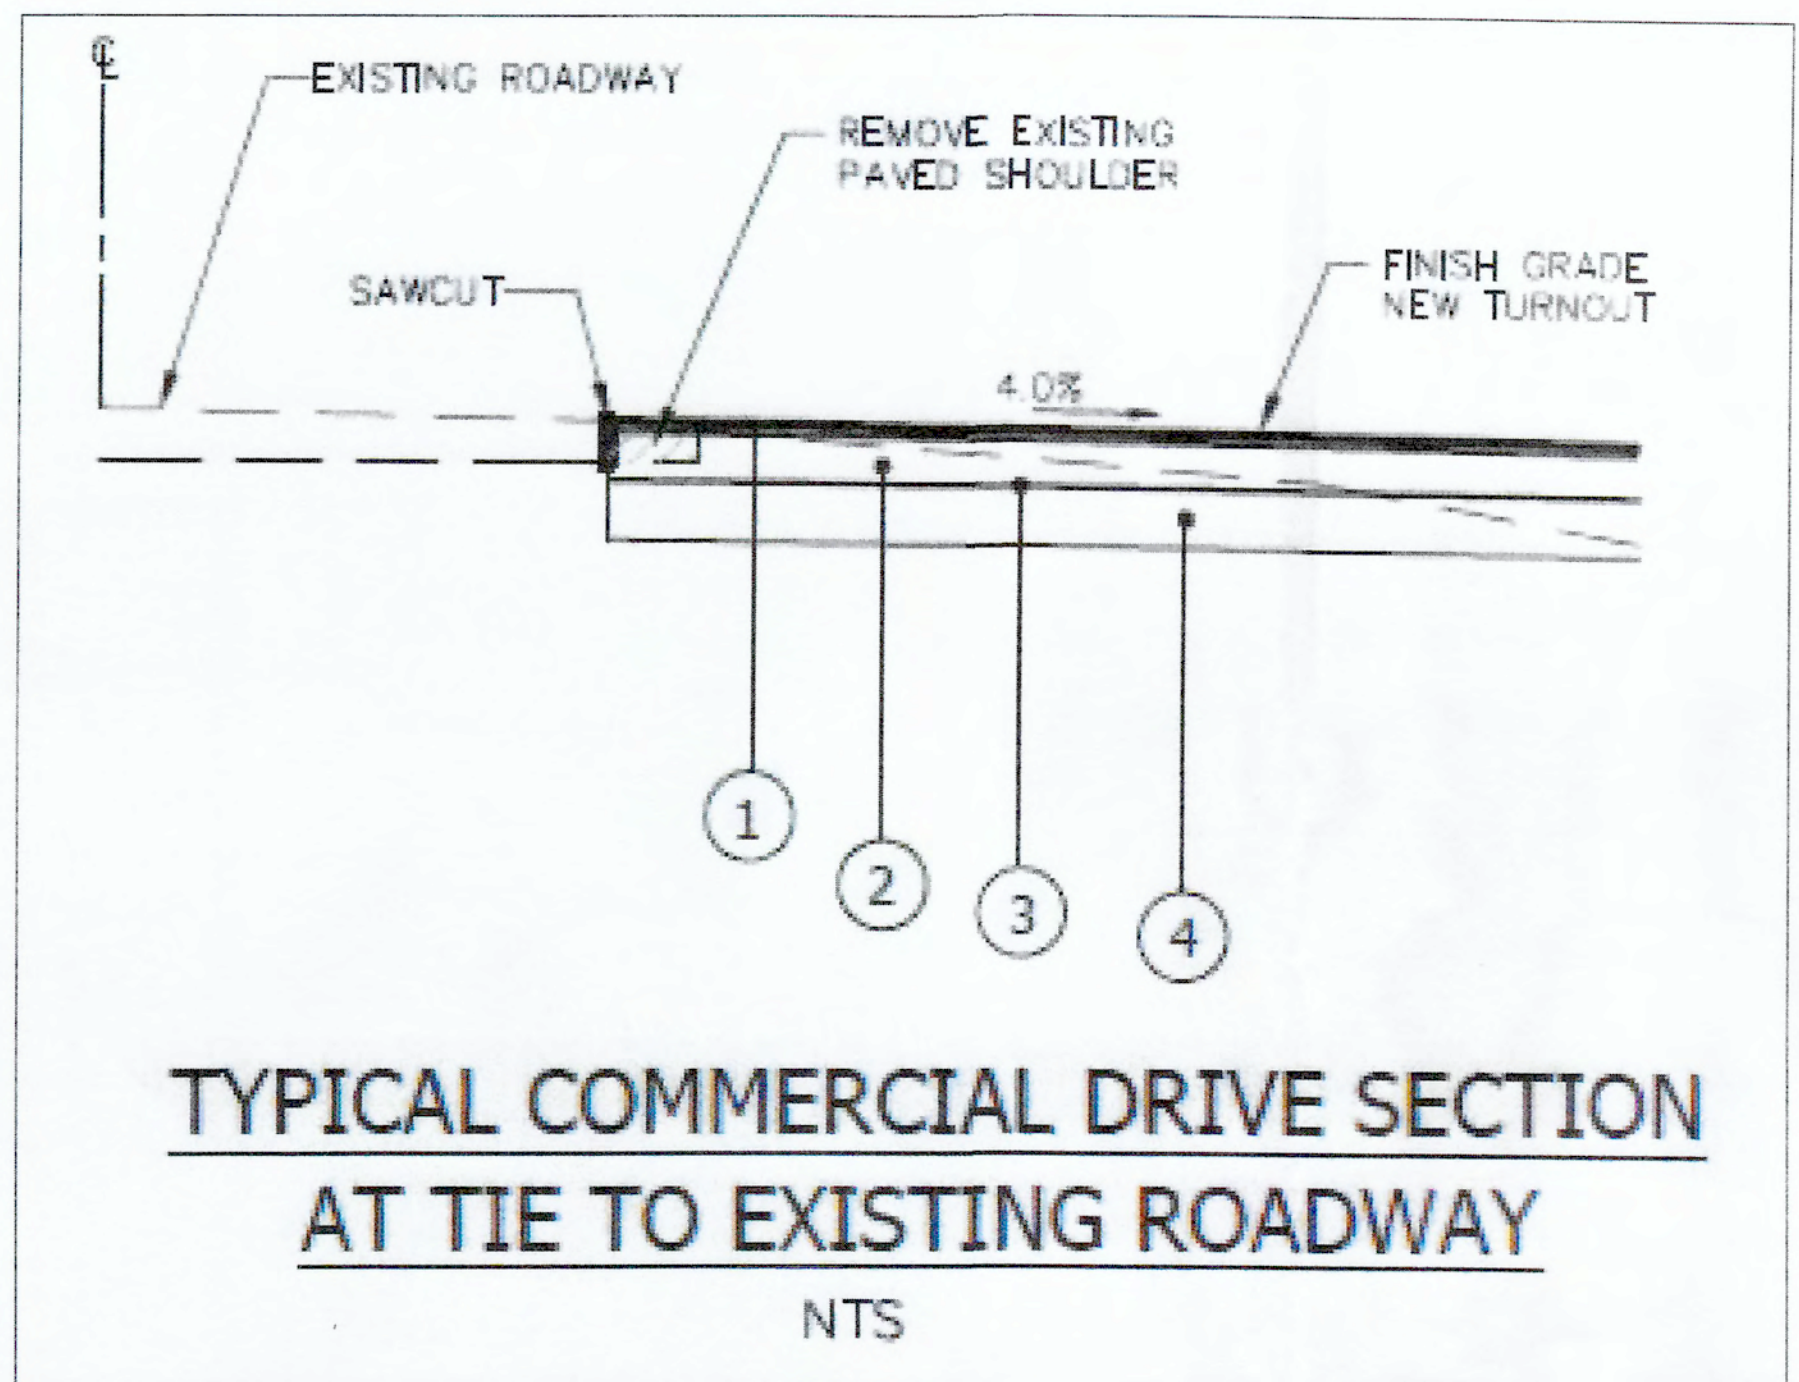 ℄
EXISTING ROADWAY
REMOVE EXISTING
PAVED SHOULDER
SAWCUT
FINISH GRADE
NEW TURNOUT
4.0%
1
2
3
4
TYPICAL COMMERCIAL DRIVE SECTION
AT TIE TO EXISTING ROADWAY
NTS